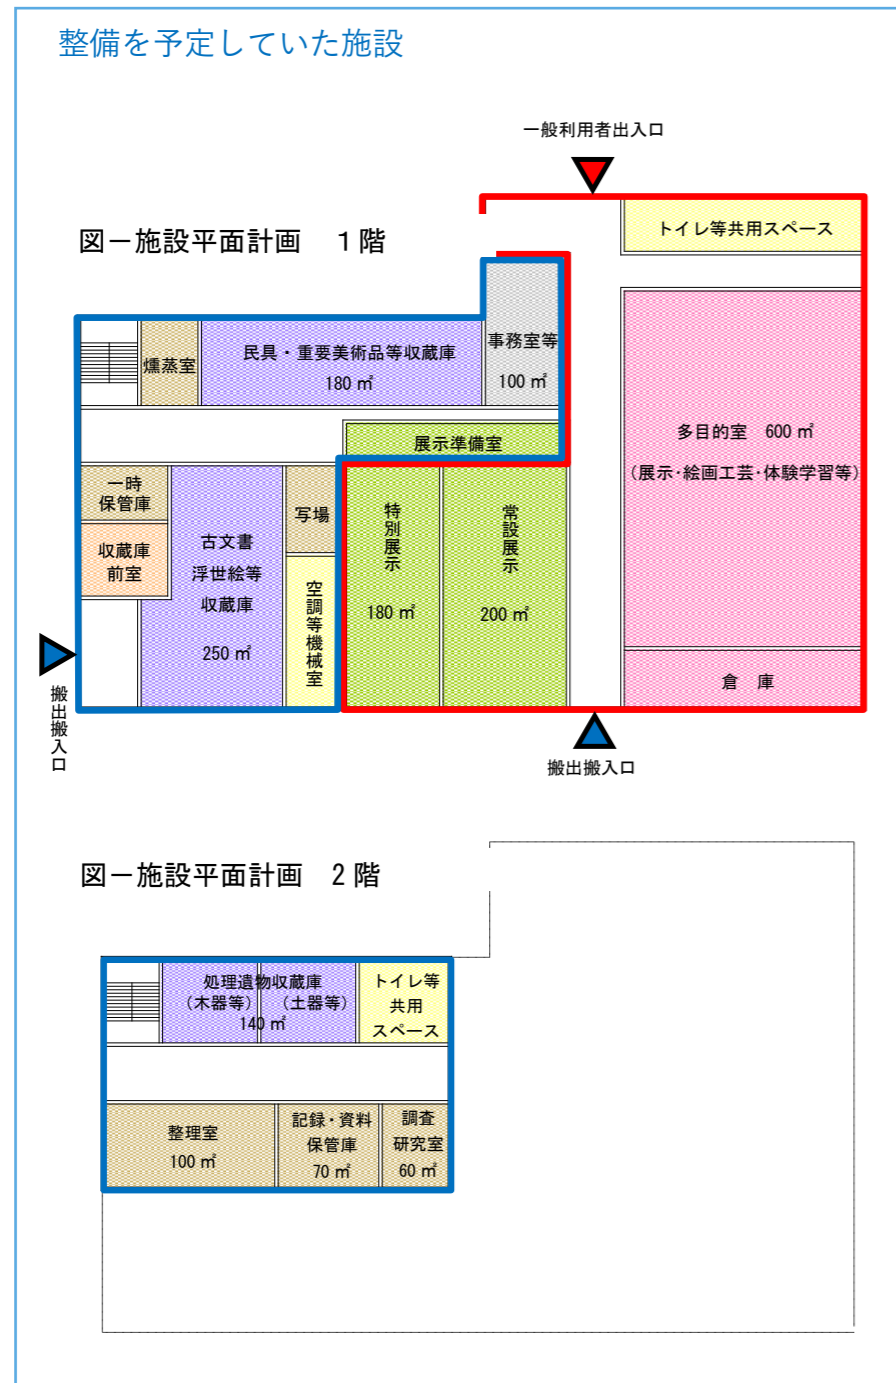 整備を予定していた施設
一般利用者出入口
図－施設平面計画　１階
トイレ等共用スペース
燻蒸室
民具・重要美術品等収蔵庫
180 ㎡
事務室等
100 ㎡
多目的室　600 ㎡
（展示・絵画工芸・体験学習等）
展示準備室
一時
保管庫
収蔵庫
前室
古文書
浮世絵等
収蔵庫
250 ㎡
写場
空調等機械室
特別展示
180 ㎡
常設展示
200 ㎡
倉　庫
搬出搬入口
搬出搬入口
図－施設平面計画　２階
処理遺物収蔵庫
（木器等）　（土器等）
140 ㎡
トイレ等
共用
スペース
整理室
100 ㎡
記録・資料
保管庫
70 ㎡
調査
研究室
60 ㎡